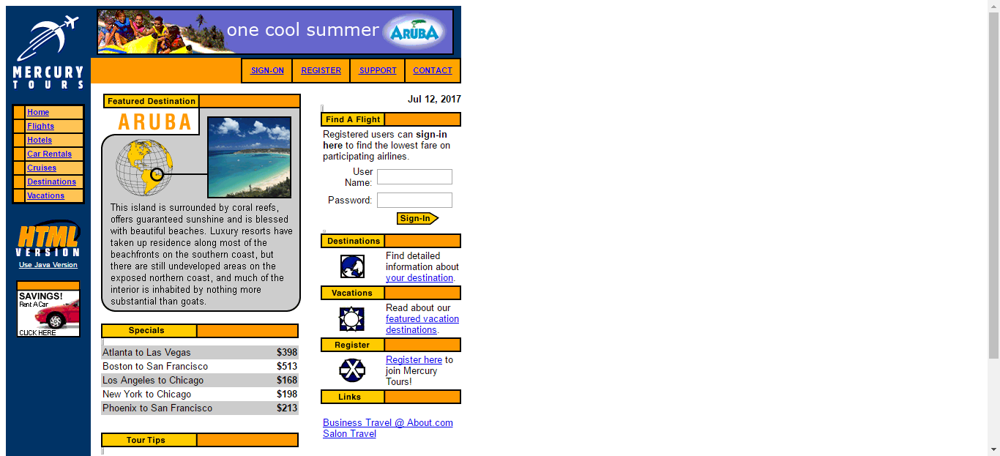 MERCURY
TOURS
one cool summer
ARUBA
SIGN-ON
REGISTER
SUPPORT
CONTACT
Home
Flights
Hotels
Car Rentals
Cruises
Destinations
Vacations
HTML
VERSION
Use Java Version
SAVINGS!
Rent A Car
CLICK HERE
Featured Destination
ARUBA
This island is surrounded by coral reefs,
offers guaranteed sunshine and is blessed
with beautiful beaches. Luxury resorts have
taken up residence along most of the
beachfronts on the southern coast, but
there are still undeveloped areas on the
exposed northern coast, and much of the
interior is inhabited by nothing more
substantial than goats.
Specials
Atlanta to Las Vegas $398
Boston to San Francisco $513
Los Angeles to Chicago $168
New York to Chicago $198
Phoenix to San Francisco $213
Tour Tips
Jul 12, 2017
Find A Flight
Registered users can sign-in
here to find the lowest fare on
participating airlines.
User
Name:
Password:
Sign-In
Destinations
Find detailed
information about
your destination.
Vacations
Read about our
featured vacation
destinations.
Register
Register here to
join Mercury
Tours!
Links
Business Travel @ About.com
Salon Travel